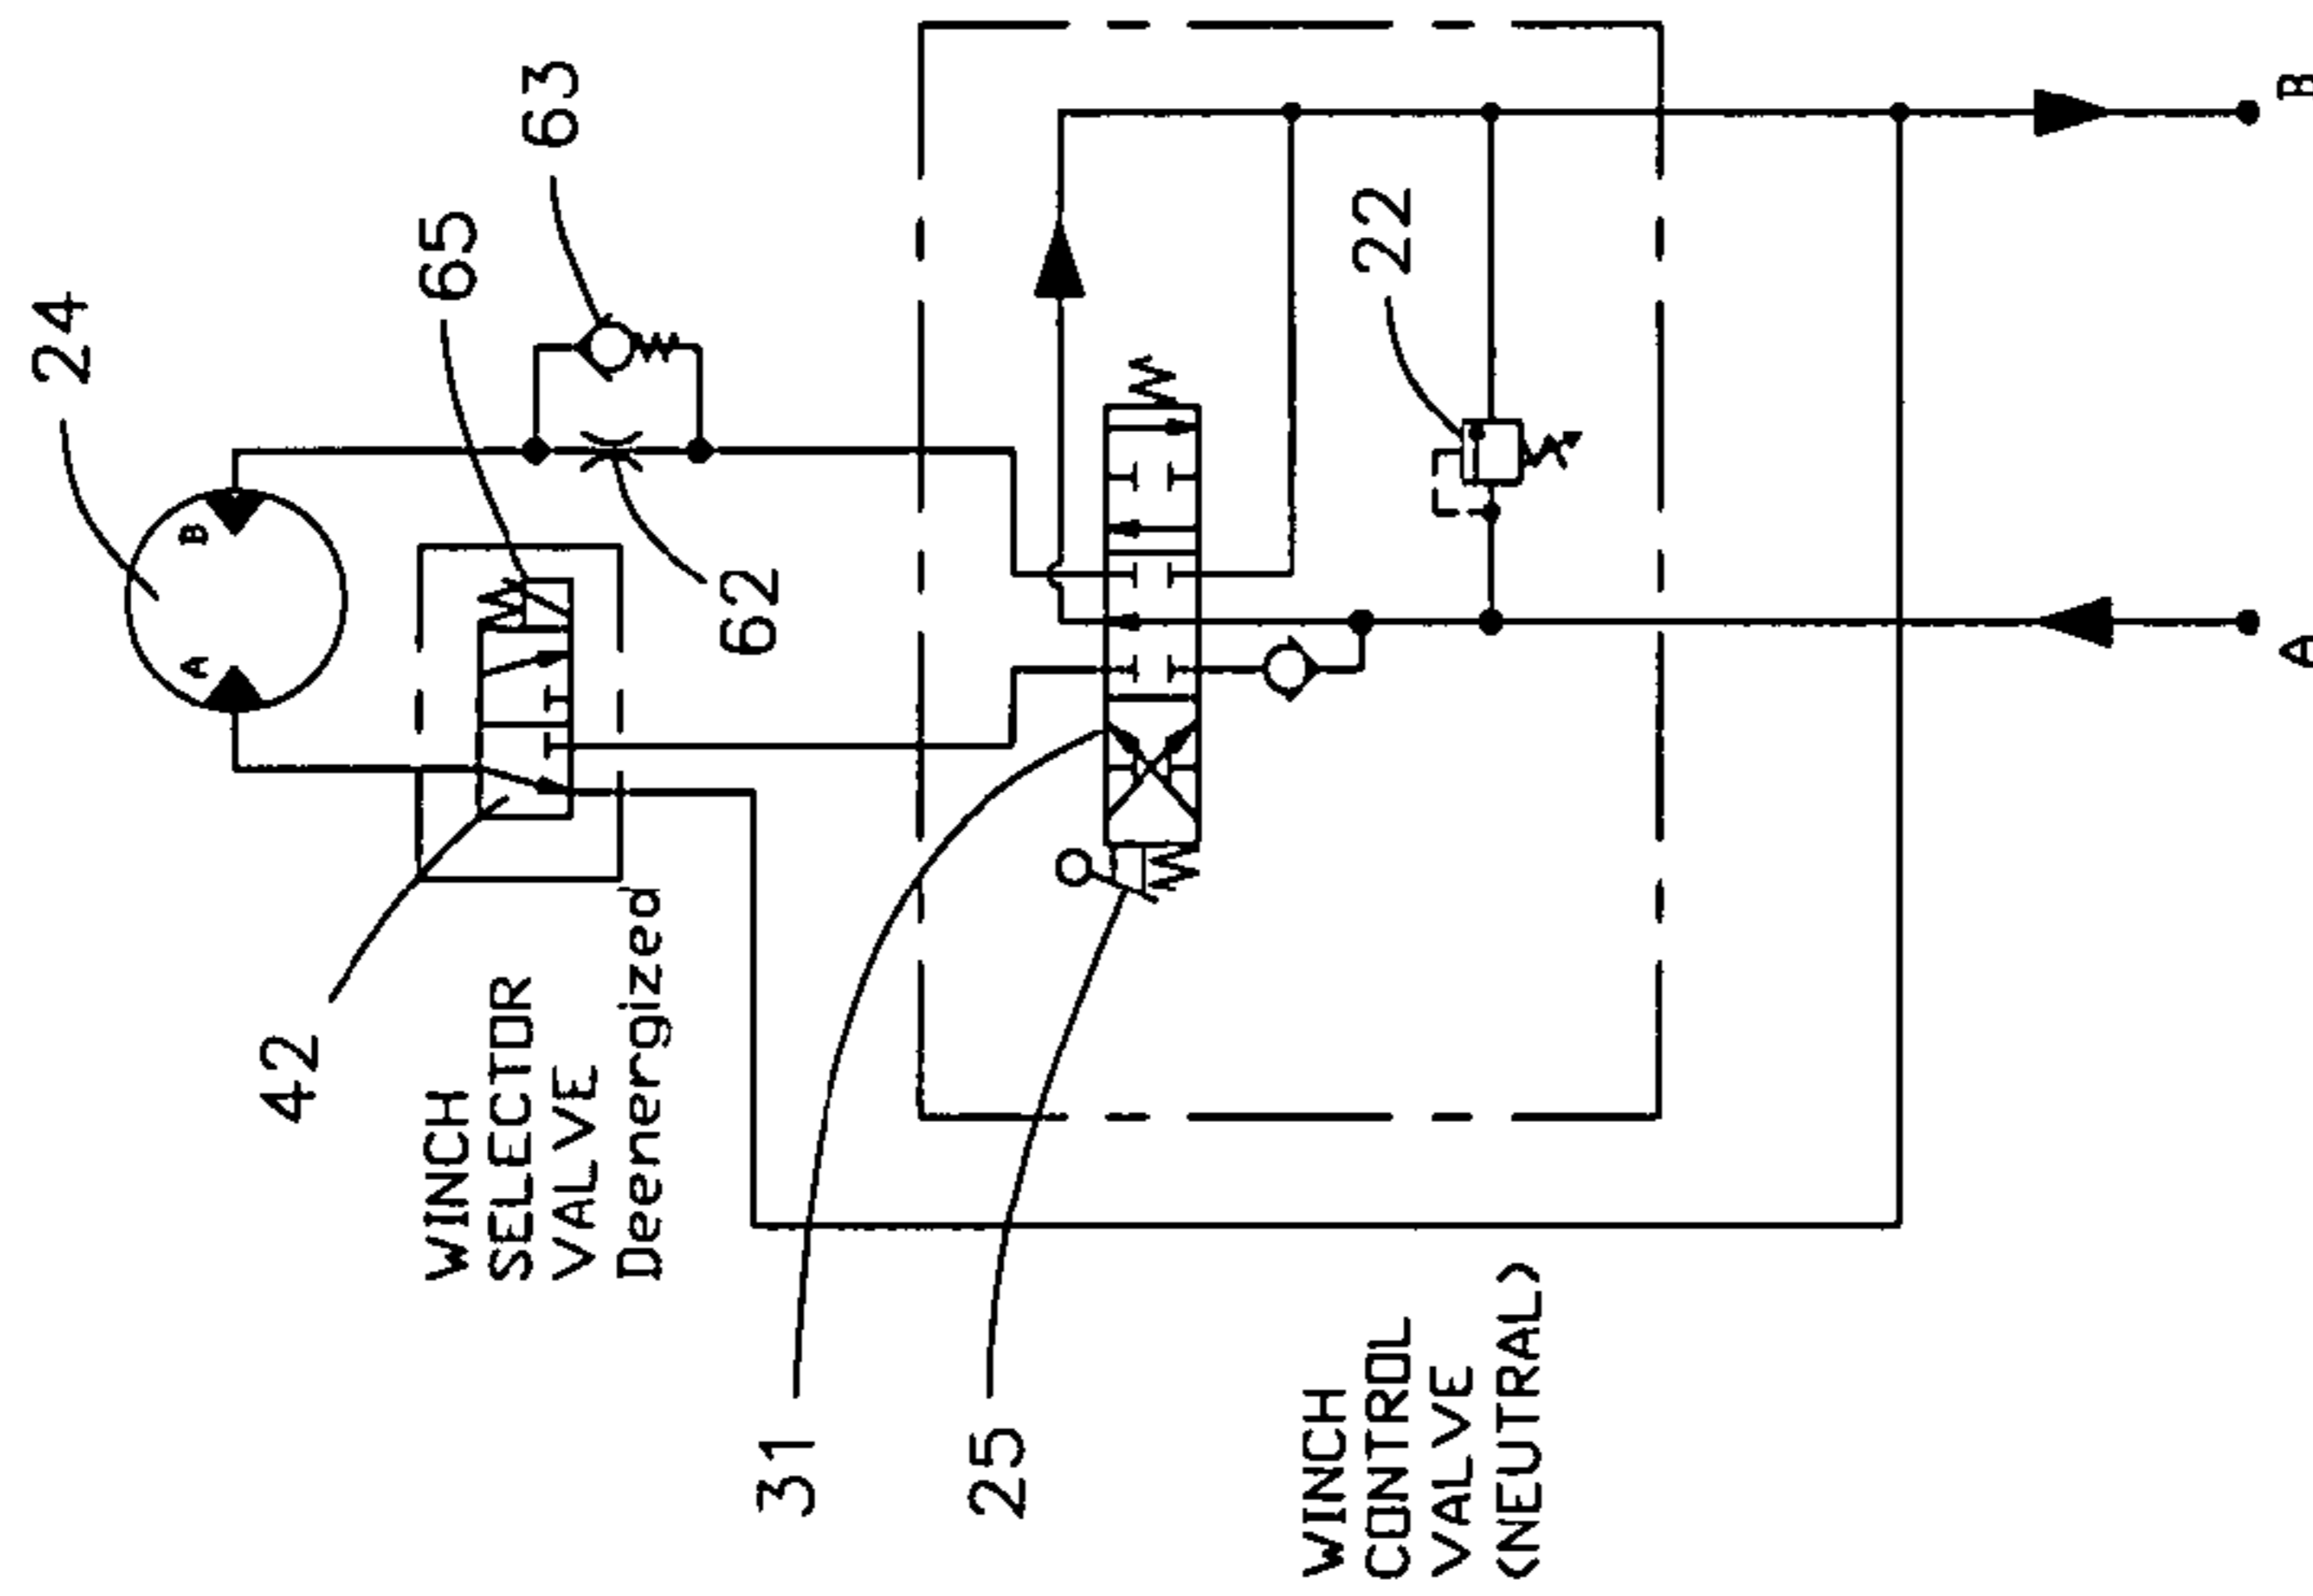 24
A
B
65
63
42
62
WINCH
SELECTOR
VALVE
Deenergized
31
25
22
WINCH
CONTROL
VALVE
(NEUTRAL)
A
B